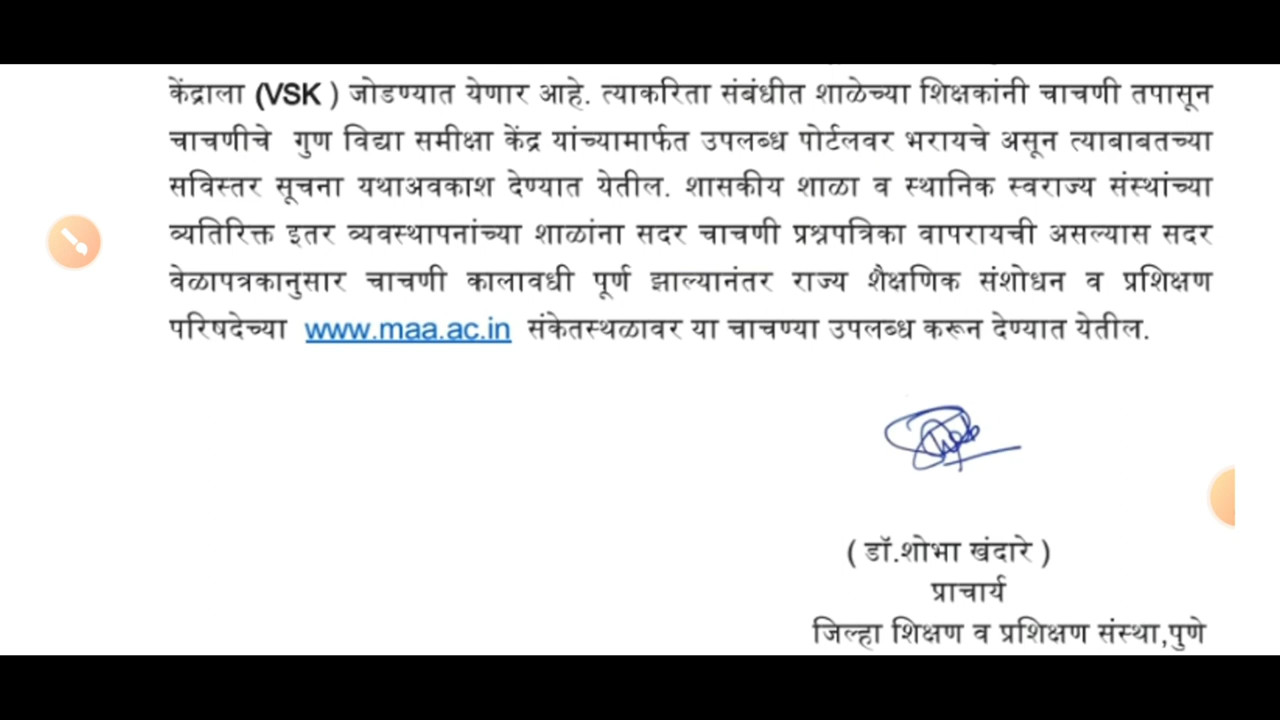 केंद्राला (VSK ) जोडण्यात येणार आहे. त्याकरिता संबंधीत शाळेच्या शिक्षकांनी चाचणी तपासून
चाचणीचे गुण विद्या समीक्षा केंद्र यांच्यामार्फत उपलब्ध पोर्टलवर भरायचे असून त्याबाबतच्या
सविस्तर सूचना यथाअवकाश देण्यात येतील. शासकीय शाळा व स्थानिक स्वराज्य संस्थांच्या
व्यतिरिक्त इतर व्यवस्थापनांच्या शाळांना सदर चाचणी प्रश्नपत्रिका वापरायची असल्यास सदर
वेळापत्रकानुसार चाचणी कालावधी पूर्ण झाल्यानंतर राज्य शैक्षणिक संशोधन व प्रशिक्षण
परिषदेच्या www.maa.ac.in संकेतस्थळावर या चाचण्या उपलब्ध करून देण्यात येतील.
( डॉ.शोभा खंदारे )
प्राचार्य
जिल्हा शिक्षण व प्रशिक्षण संस्था,पुणे